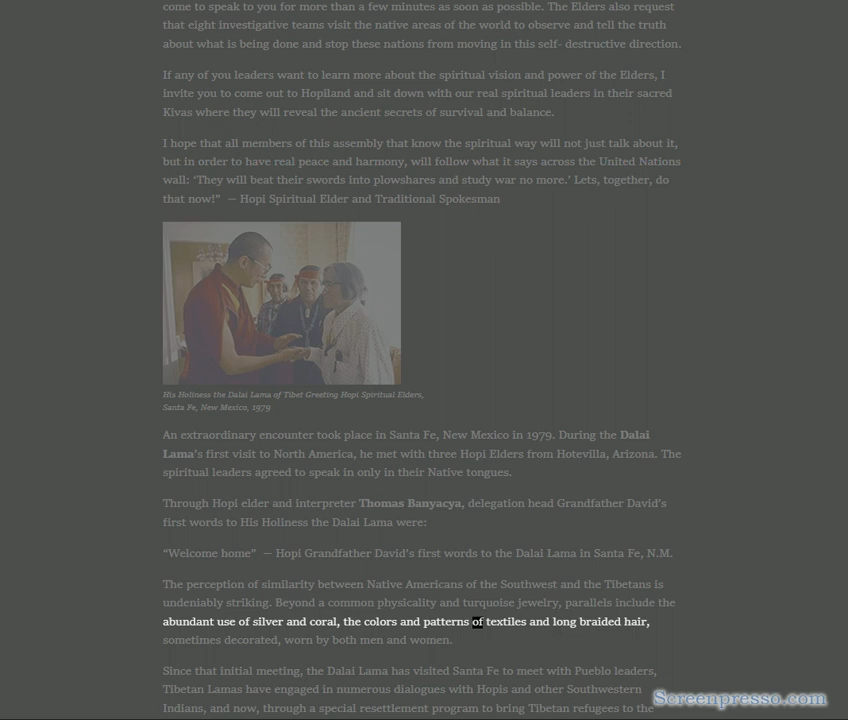 come to speak to you for more than a few minutes as soon as possible. The Elders also request
that eight investigative teams visit the native areas of the world to observe and tell the truth
about what is being done and stop these nations from moving in this self- destructive direction.
If any of you leaders want to learn more about the spiritual vision and power of the Elders, I
invite you to come out to Hopiland and sit down with our real spiritual leaders in their sacred
Kivas where they will reveal the ancient secrets of survival and balance.
I hope that all members of this assembly that know the spiritual way will not just talk about it,
but in order to have real peace and harmony, will follow what it says across the United Nations
wall: ‘They will beat their swords into plowshares and study war no more.’ Lets, together, do
that now!” — Hopi Spiritual Elder and Traditional Spokesman
His Holiness the Dalai Lama of Tibet Greeting Hopi Spiritual Elders,
Santa Fe, New Mexico, 1979
An extraordinary encounter took place in Santa Fe, New Mexico in 1979. During the Dalai
Lama’s first visit to North America, he met with three Hopi Elders from Hotevilla, Arizona. The
spiritual leaders agreed to speak in only in their Native tongues.
Through Hopi elder and interpreter Thomas Banyacya, delegation head Grandfather David’s
first words to His Holiness the Dalai Lama were:
“Welcome home” — Hopi Grandfather David’s first words to the Dalai Lama in Santa Fe, N.M.
The perception of similarity between Native Americans of the Southwest and the Tibetans is
undeniably striking. Beyond a common physicality and turquoise jewelry, parallels include the
abundant use of silver and coral, the colors and patterns of textiles and long braided hair,
sometimes decorated, worn by both men and women.
Since that initial meeting, the Dalai Lama has visited Santa Fe to meet with Pueblo leaders,
Tibetan Lamas have engaged in numerous dialogues with Hopis and other Southwestern
Indians, and now, through a special resettlement program to bring Tibetan refugees to the
Screenpresso.com